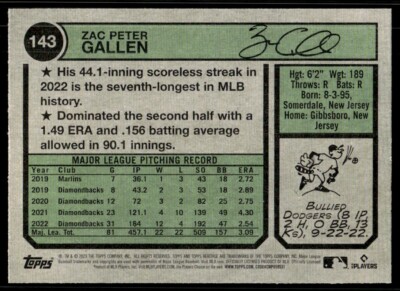 143
ZAC PETER
GALLEN
★ His 44.1-inning scoreless streak in
2022 is the seventh-longest in MLB
history.
★ Dominated the second half with a
1.49 ERA and .156 batting average
allowed in 90.1 innings.
Hgt: 6'2" Wgt: 189
Throws: R Bats: R
Born: 8-3-95,
Somerdale, New Jersey
Home: Gibbsboro, New
Jersey
MAJOR LEAGUE PITCHING RECORD
Year Club G IP W L SO BB ERA
2019 Marlins 7 36.1 1 3 43 18 2.72
2019 Diamondbacks 8 43.2 2 3 53 18 2.89
2020 Diamondbacks 12 72 3 2 82 25 2.75
2021 Diamondbacks 23 121.1 4 10 139 49 4.30
2022 Diamondbacks 31 184 12 4 192 47 2.54
Maj. Lea. Tot. 81 457.1 22 22 509 157 3.09
BULLIED
DODGERS (8 IP,
2 H, 0 BB, 13
K), 9-22-22.
Topps
PLAYERS